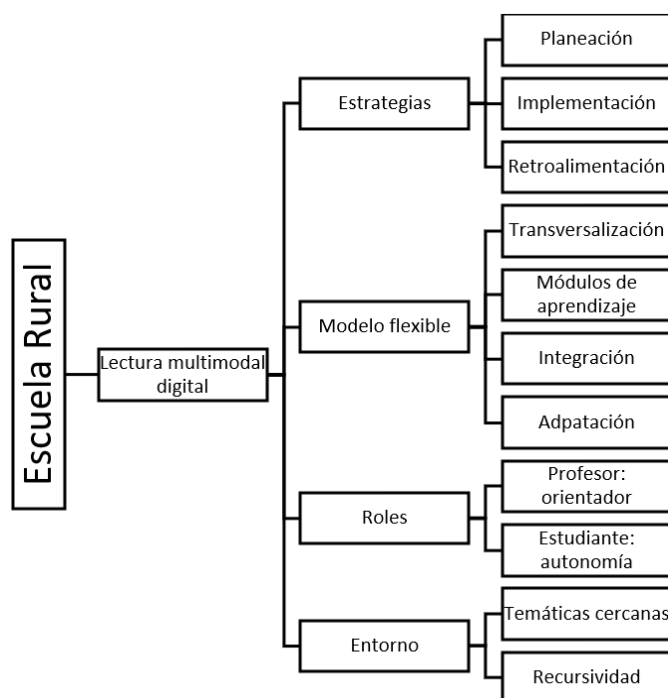 Escuela Rural
Lectura multimodal
digital
Estrategias
Planeación
Implementación
Retroalimentación
Modelo flexible
Transversalización
Módulos de
aprendizaje
Integración
Adpatación
Roles
Profesor:
orientador
Estudiante:
autonomía
Entorno
Temáticas cercanas
Recursividad